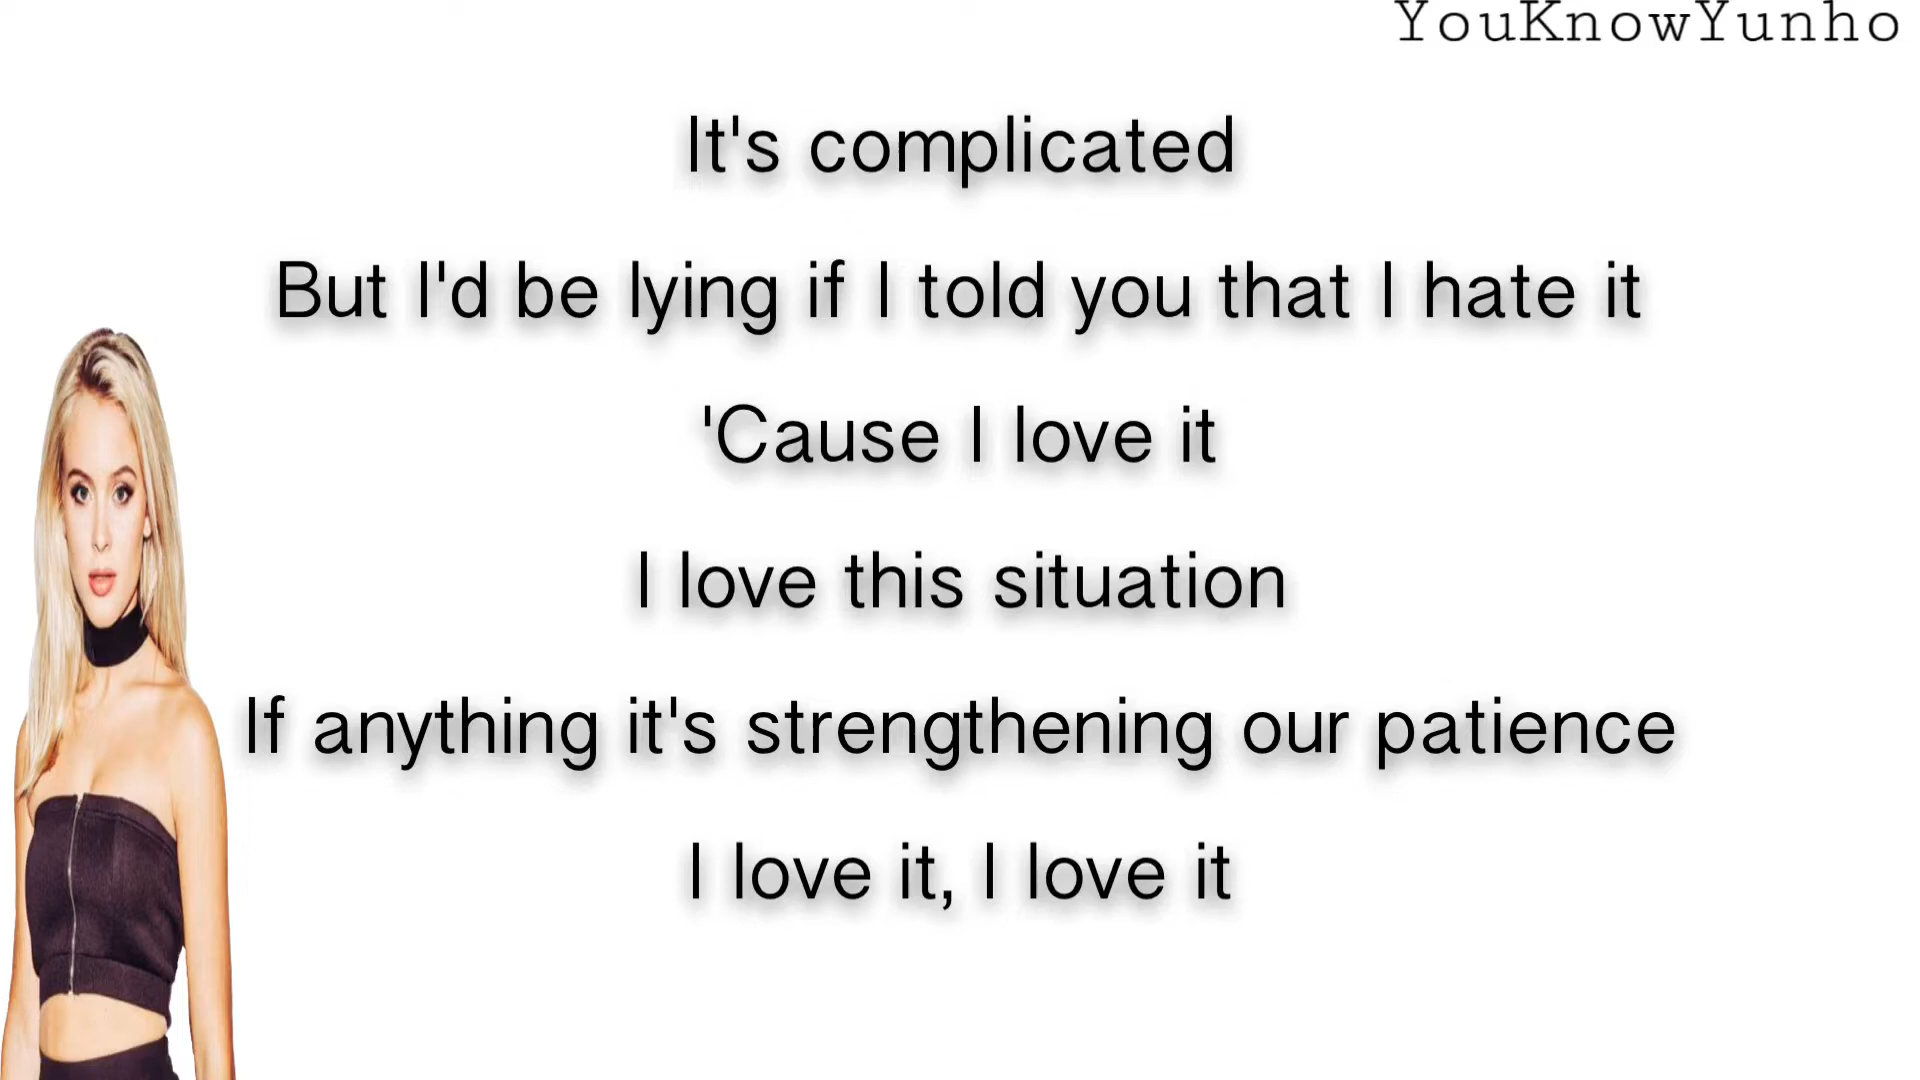 YouKnowYunho
It's complicated
But I'd be lying if I told you that I hate it
'Cause I love it
I love this situation
If anything it's strengthening our patience
I love it, I love it